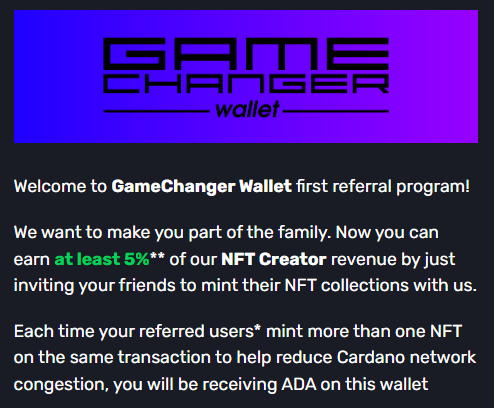 GAME
CHANGER
wallet
Welcome to GameChanger Wallet first referral program!
We want to make you part of the family. Now you can
earn at least 5%** of our NFT Creator revenue by just
inviting your friends to mint their NFT collections with us.
Each time your referred users* mint more than one NFT
on the same transaction to help reduce Cardano network
congestion, you will be receiving ADA on this wallet